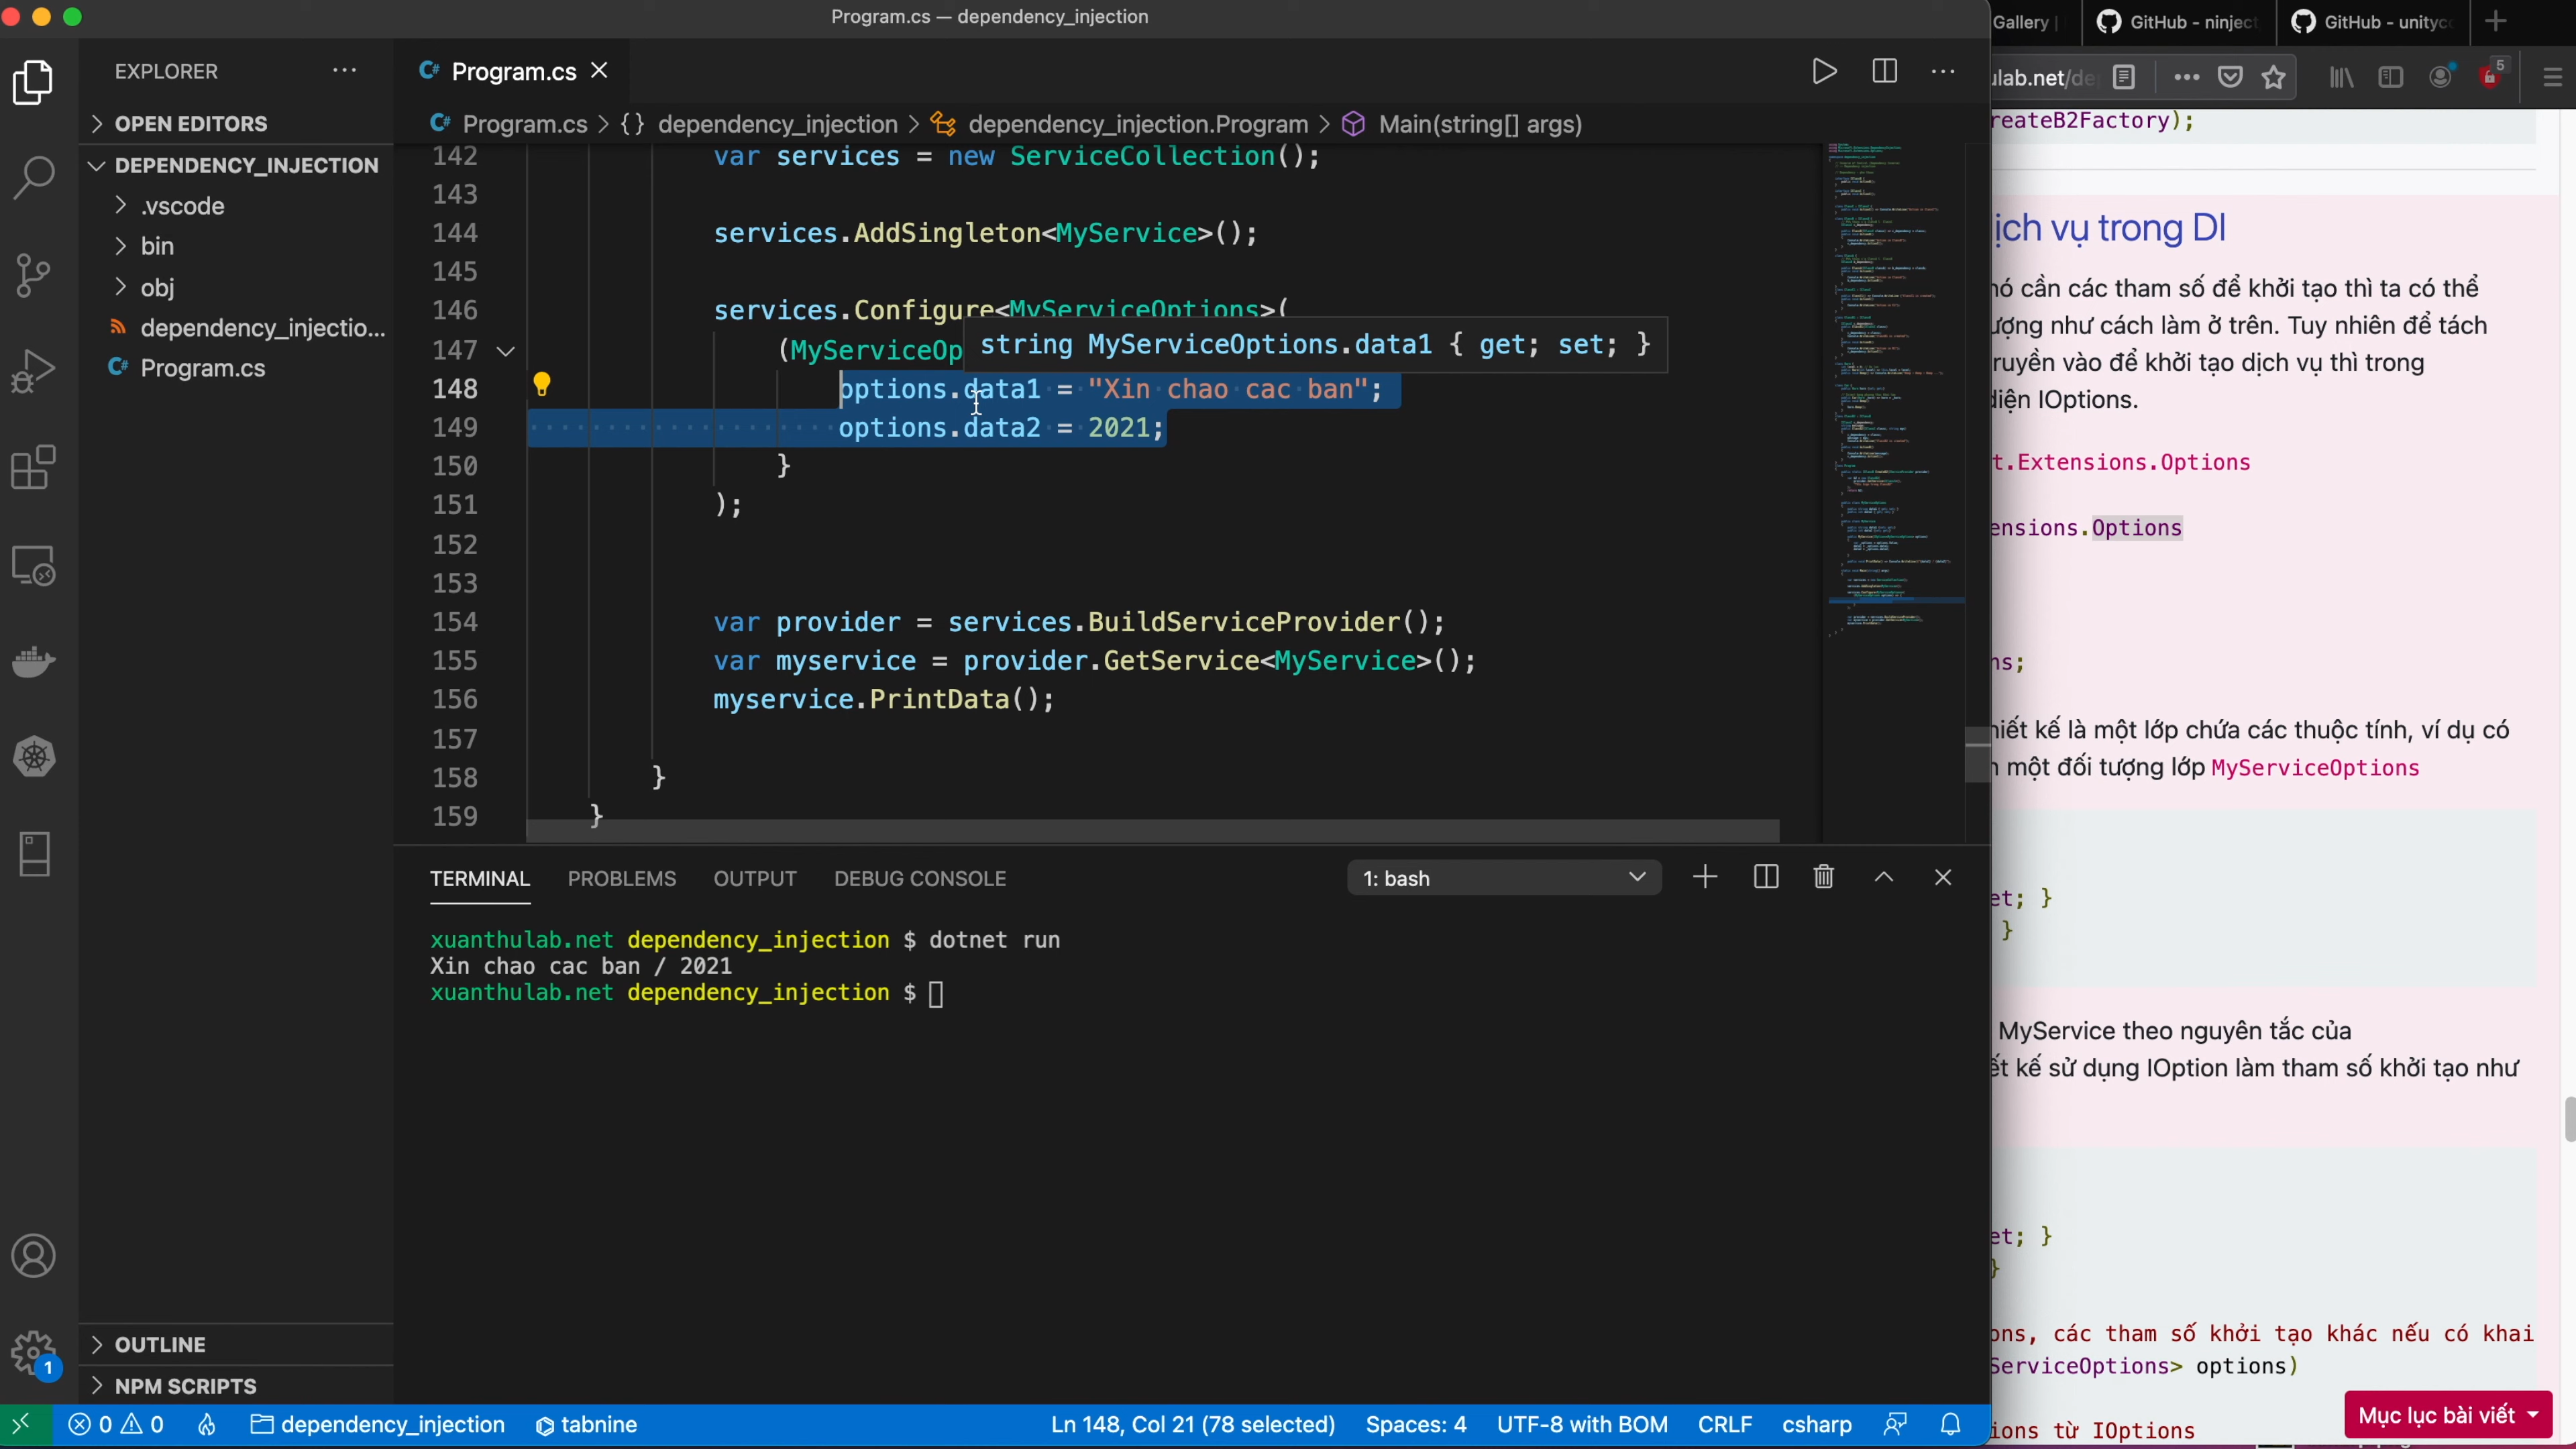 Program.cs — dependency_injection
Gallery |
GitHub - ninject
GitHub - unityc
EXPLORER
Program.cs
ulab.net/de
5
OPEN EDITORS
DEPENDENCY_INJECTION
.vscode
bin
obj
dependency_injectio...
Program.cs
OUTLINE
NPM SCRIPTS
1
Program.cs > {} dependency_injection > dependency_injection.Program > Main(string[] args)
142 var services = new ServiceCollection();
143
144 services.AddSingleton<MyService>();
145
146 services.Configure<MyServiceOptions>(
string MyServiceOptions.data1 { get; set; }
147 (MyServiceOp
148 options.data1 = "Xin chao cac ban";
149 options.data2 = 2021;
150 }
151 );
152
153
154 var provider = services.BuildServiceProvider();
155 var myservice = provider.GetService<MyService>();
156 myservice.PrintData();
157
158 }
159 }
TERMINAL PROBLEMS OUTPUT DEBUG CONSOLE 1: bash
xuanthulab.net dependency_injection $ dotnet run
Xin chao cac ban / 2021
xuanthulab.net dependency_injection $
0 0 dependency_injection tabnine Ln 148, Col 21 (78 selected) Spaces: 4 UTF-8 with BOM CRLF csharp
reateB2Factory);
ịch vụ trong DI
nó cần các tham số để khởi tạo thì ta có thể
ượng như cách làm ở trên. Tuy nhiên để tách
ruyền vào để khởi tạo dịch vụ thì trong
diện IOptions.
t.Extensions.Options
ensions.Options
ns;
hiết kế là một lớp chứa các thuộc tính, ví dụ có
n một đối tượng lớp MyServiceOptions
et; }
}
MyService theo nguyên tắc của
ết kế sử dụng IOption làm tham số khởi tạo như
et; }
}
ons, các tham số khởi tạo khác nếu có khai
ServiceOptions> options)
Mục lục bài viết
ions từ IOptions